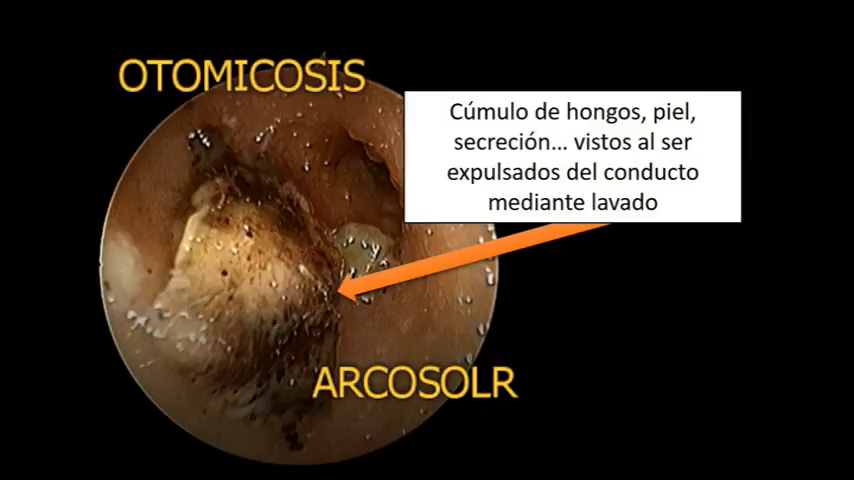 OTOMICOSIS
Cúmulo de hongos, piel,
secreción... vistos al ser
expulsados del conducto
mediante lavado
ARCOSOLR